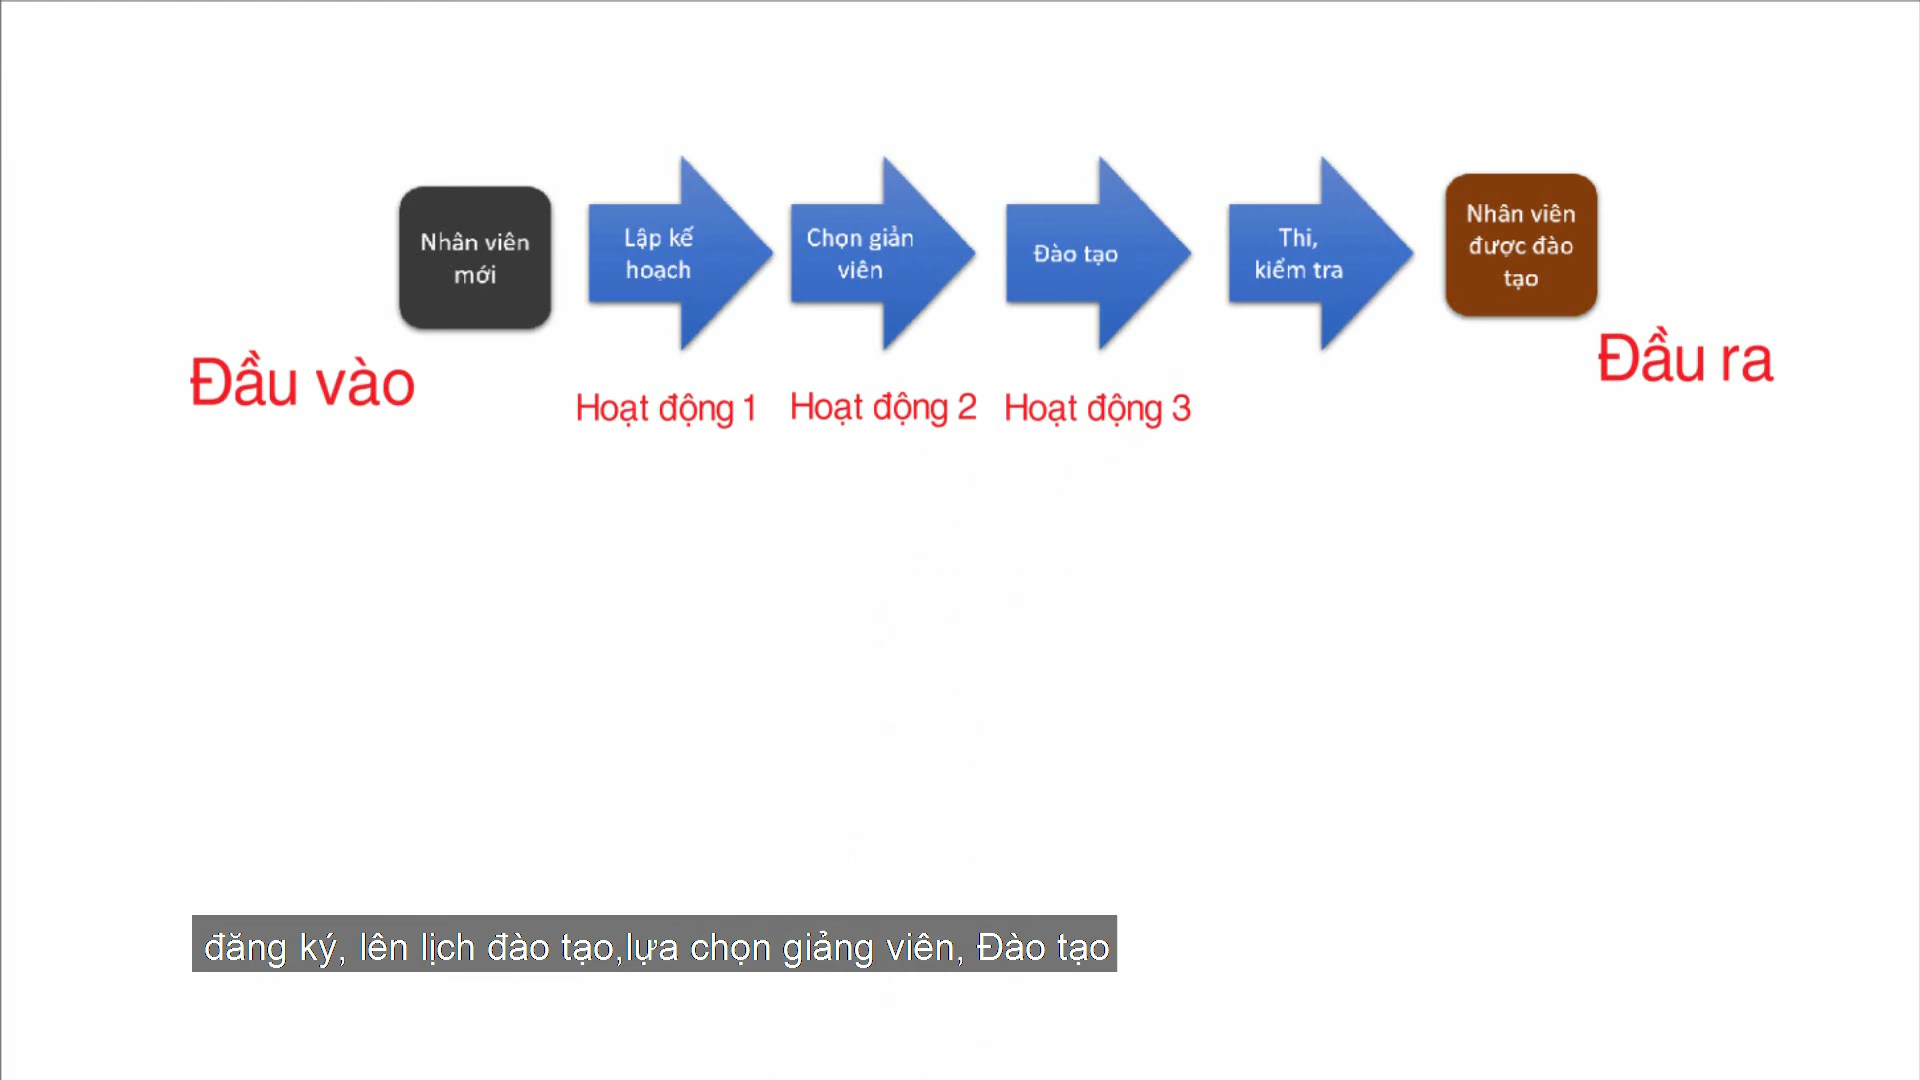 Nhân viên
mới
Lập kế
hoạch
Chọn giản
viên
Đào tạo
Thi,
kiểm tra
Nhân viên
được đào
tạo
Đầu vào
Đầu ra
Hoạt động 1
Hoạt động 2
Hoạt động 3
đăng ký, lên lịch đào tạo,lựa chọn giảng viên, Đào tạo